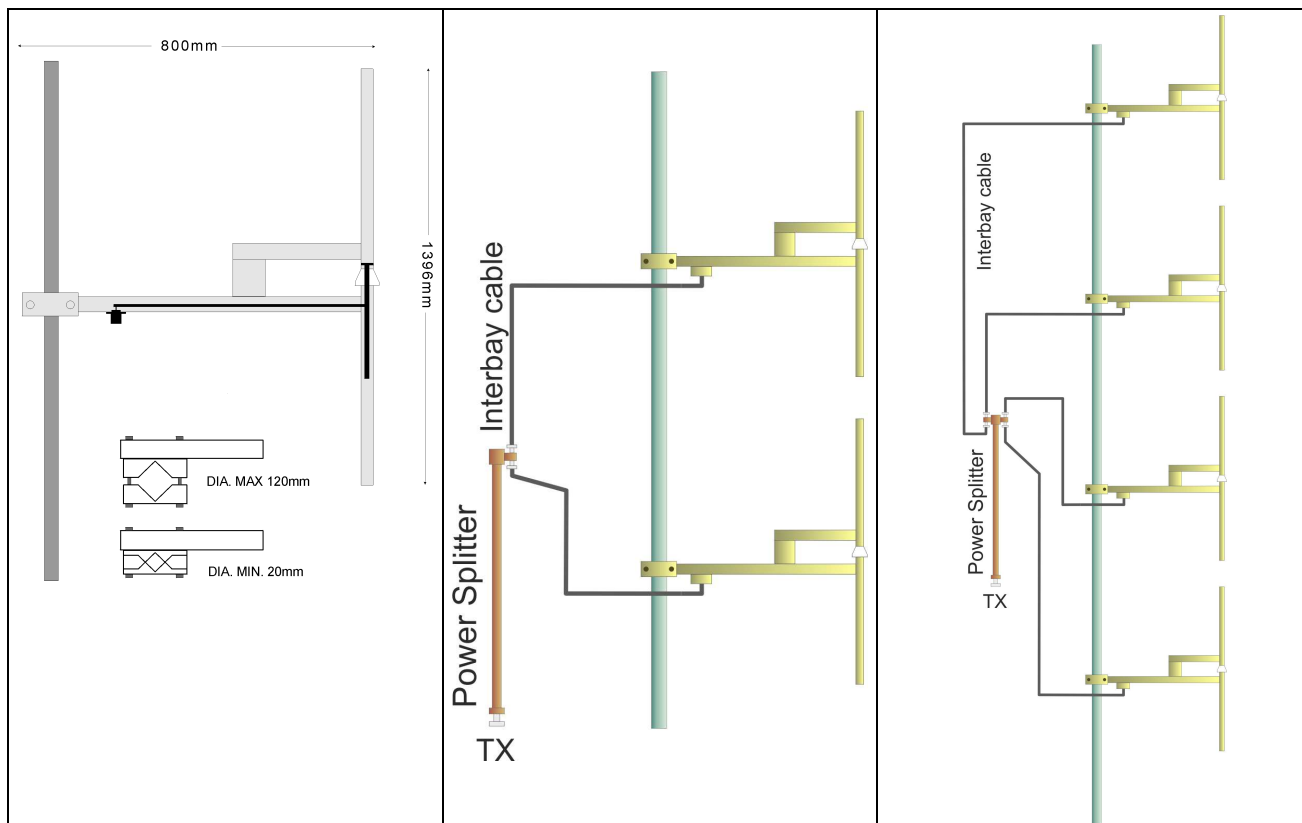 800mm
1396mm
DIA. MAX 120mm
DIA. MIN. 20mm
Interbay cable
Power Splitter
TX
Interbay cable
Power Splitter
TX